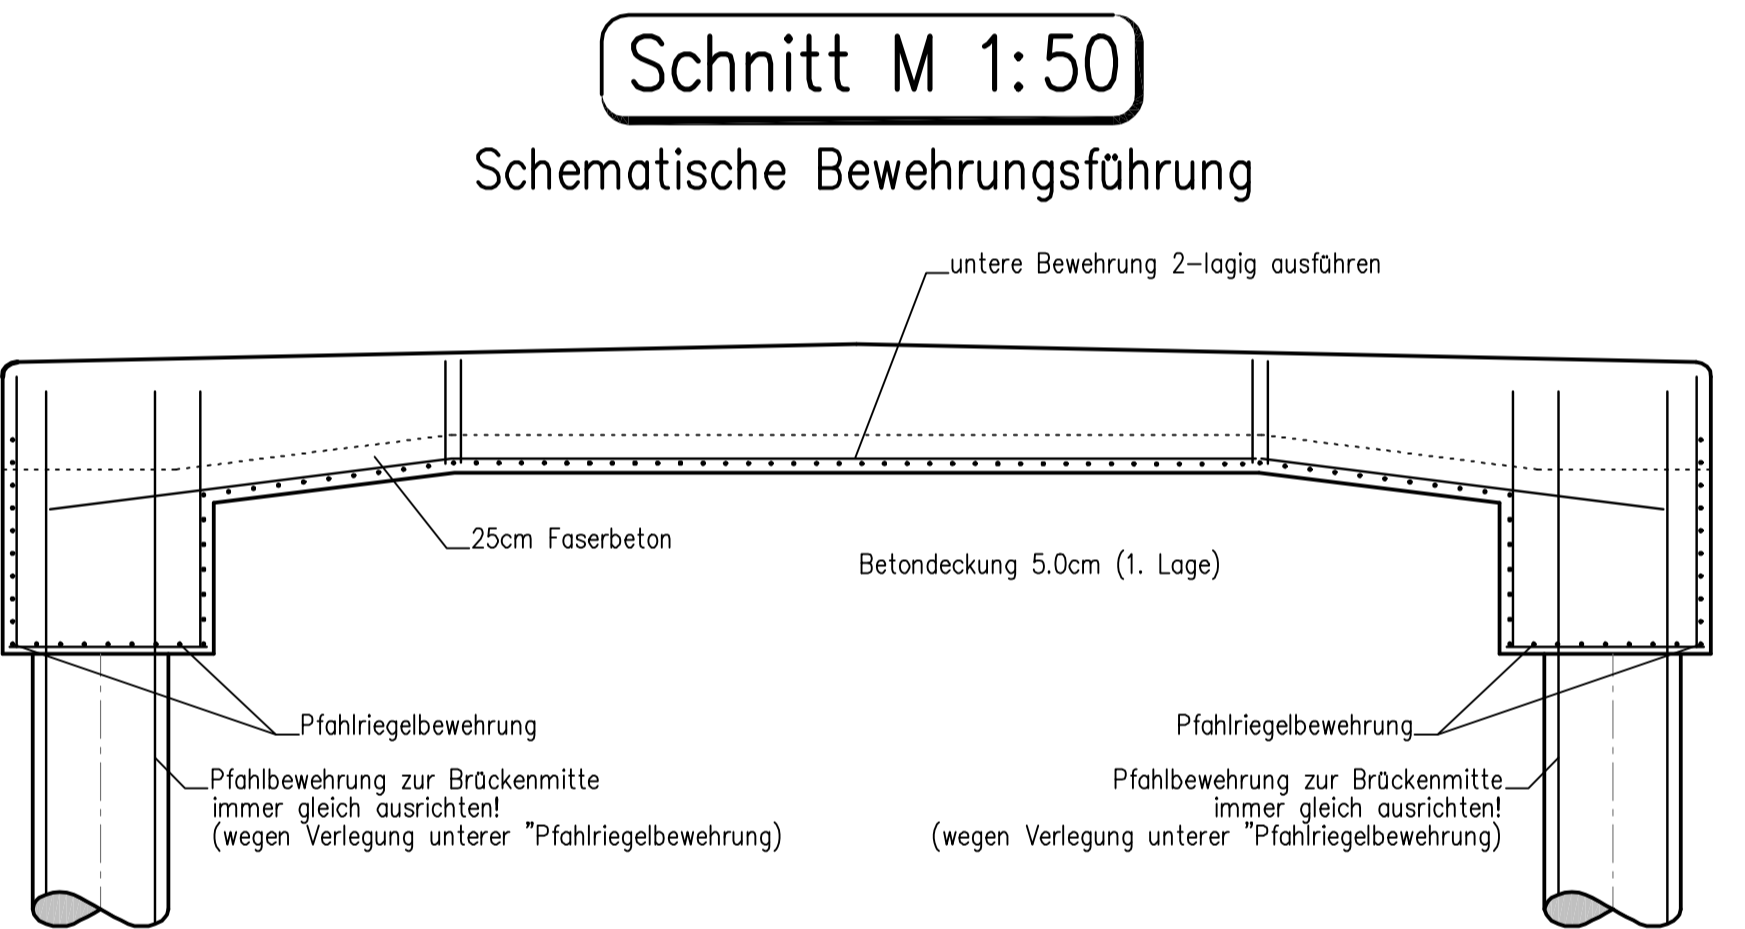 Schnitt M 1:50
Schematische Bewehrungsführung
untere Bewehrung 2-lagig ausführen
25cm Faserbeton
Betondeckung 5.0cm (1. Lage)
Pfahlriegelbewehrung
Pfahlbewehrung zur Brückenmitte
immer gleich ausrichten!
(wegen Verlegung unterer "Pfahlriegelbewehrung)
Pfahlriegelbewehrung
Pfahlbewehrung zur Brückenmitte
immer gleich ausrichten!
(wegen Verlegung unterer "Pfahlriegelbewehrung)